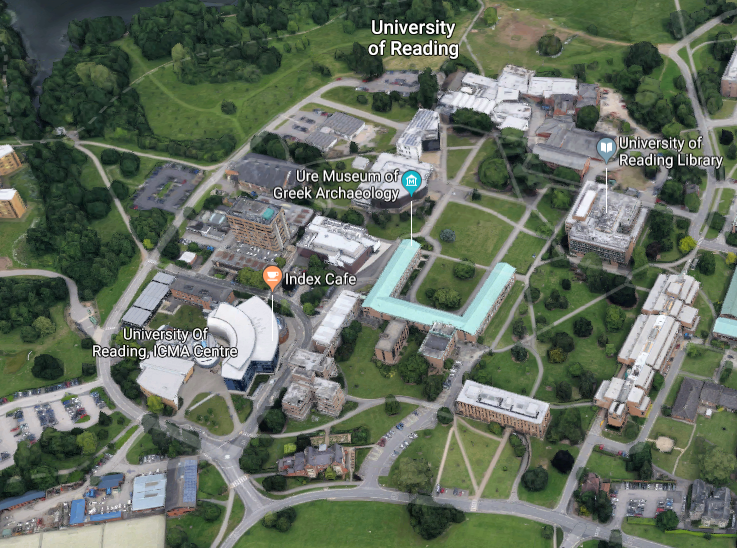 University
of Reading
University of
Reading Library
Ure Museum of
Greek Archaeology
Index Cafe
University Of
Reading, ICMA Centre